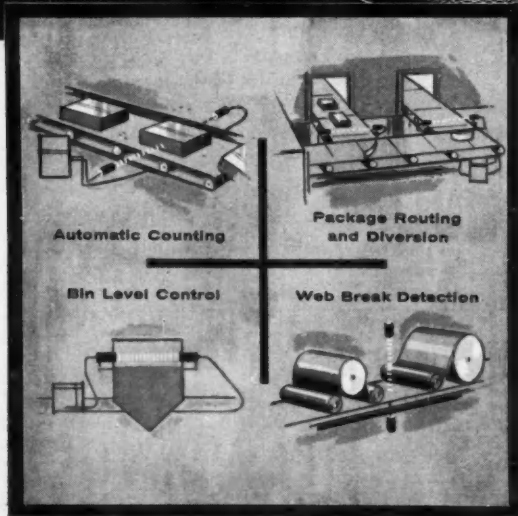 Automatic Counting
Package Routing
and Diversion
Bin Level Control
Web Break Detection